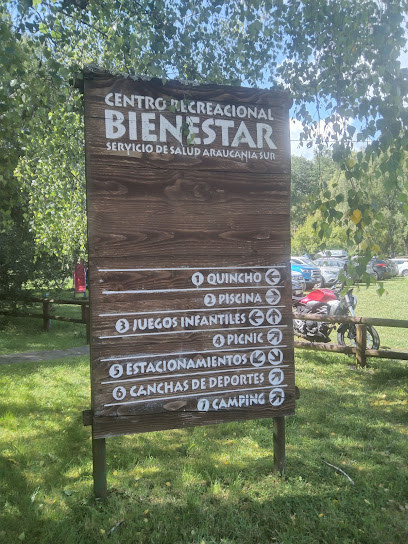 CENTRO RECREACIONAL
BIENESTAR
SERVICIO DE SALUD ARAUCANIA SUR
1 QUINCHO ←
2 PISCINA →
3 JUEGOS INFANTILES ← ↑
4 PICNIC ↗
5 ESTACIONAMIENTOS ↙ ↘
6 CANCHAS DE DEPORTES ↗
7 CAMPING ↗